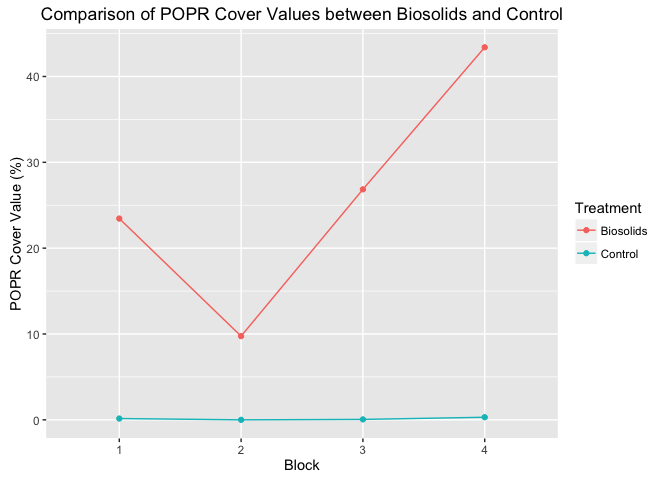 Comparison of POPR Cover Values between Biosolids and Control
POPR Cover Value (%)
40
30
20
10
0
1 2 3 4
Block
Treatment
Biosolids
Control